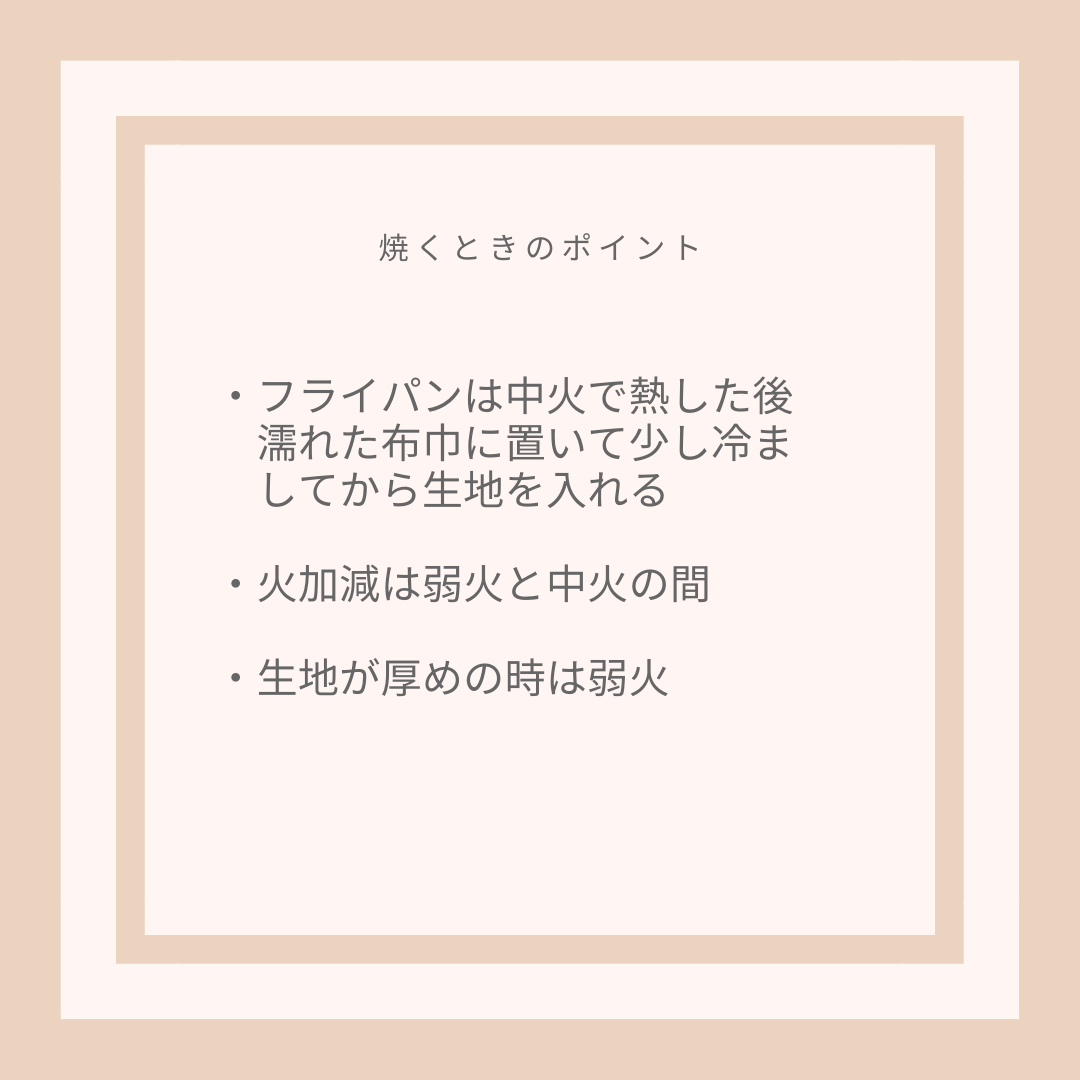 焼くときのポイント
・フライパンは中火で熱した後
濡れた布巾に置いて少し冷ま
してから生地を入れる
・火加減は弱火と中火の間
・生地が厚めの時は弱火